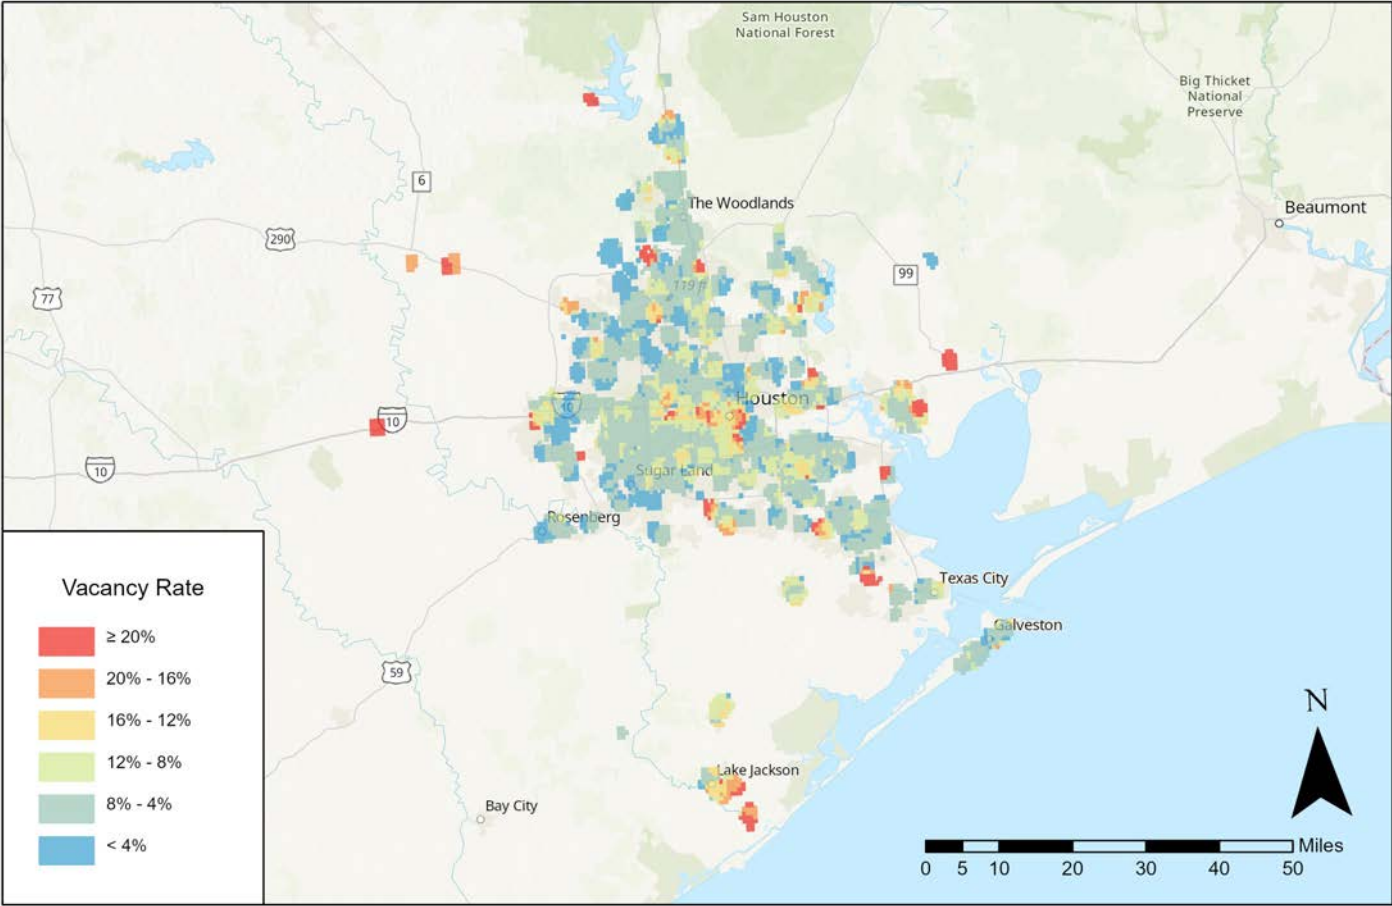 Sam Houston
National Forest
Big Thicket
National
Preserve
6
The Woodlands
Beaumont
290
99
77
119 ft
Houston
10
10
10
Sugar Land
Rosenberg
Texas City
Galveston
59
Lake Jackson
Bay City
Vacancy Rate
≥ 20%
20% - 16%
16% - 12%
12% - 8%
8% - 4%
< 4%
N
Miles
0 5 10 20 30 40 50